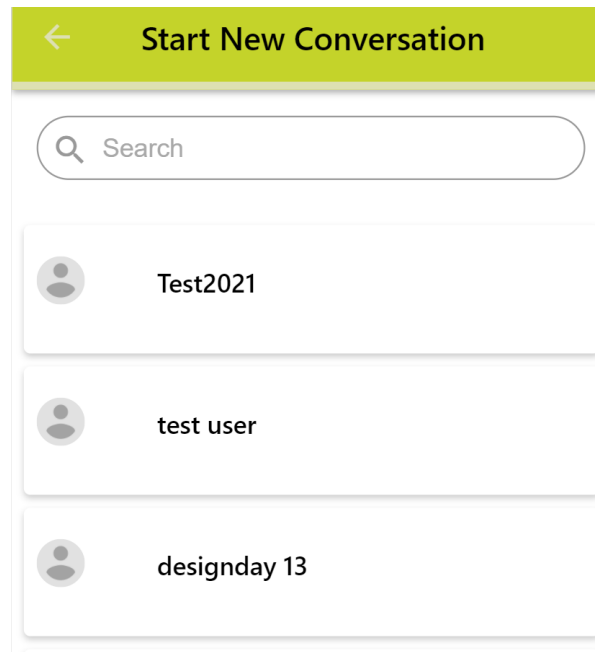 Start New Conversation
Search
Test2021
test user
designday 13